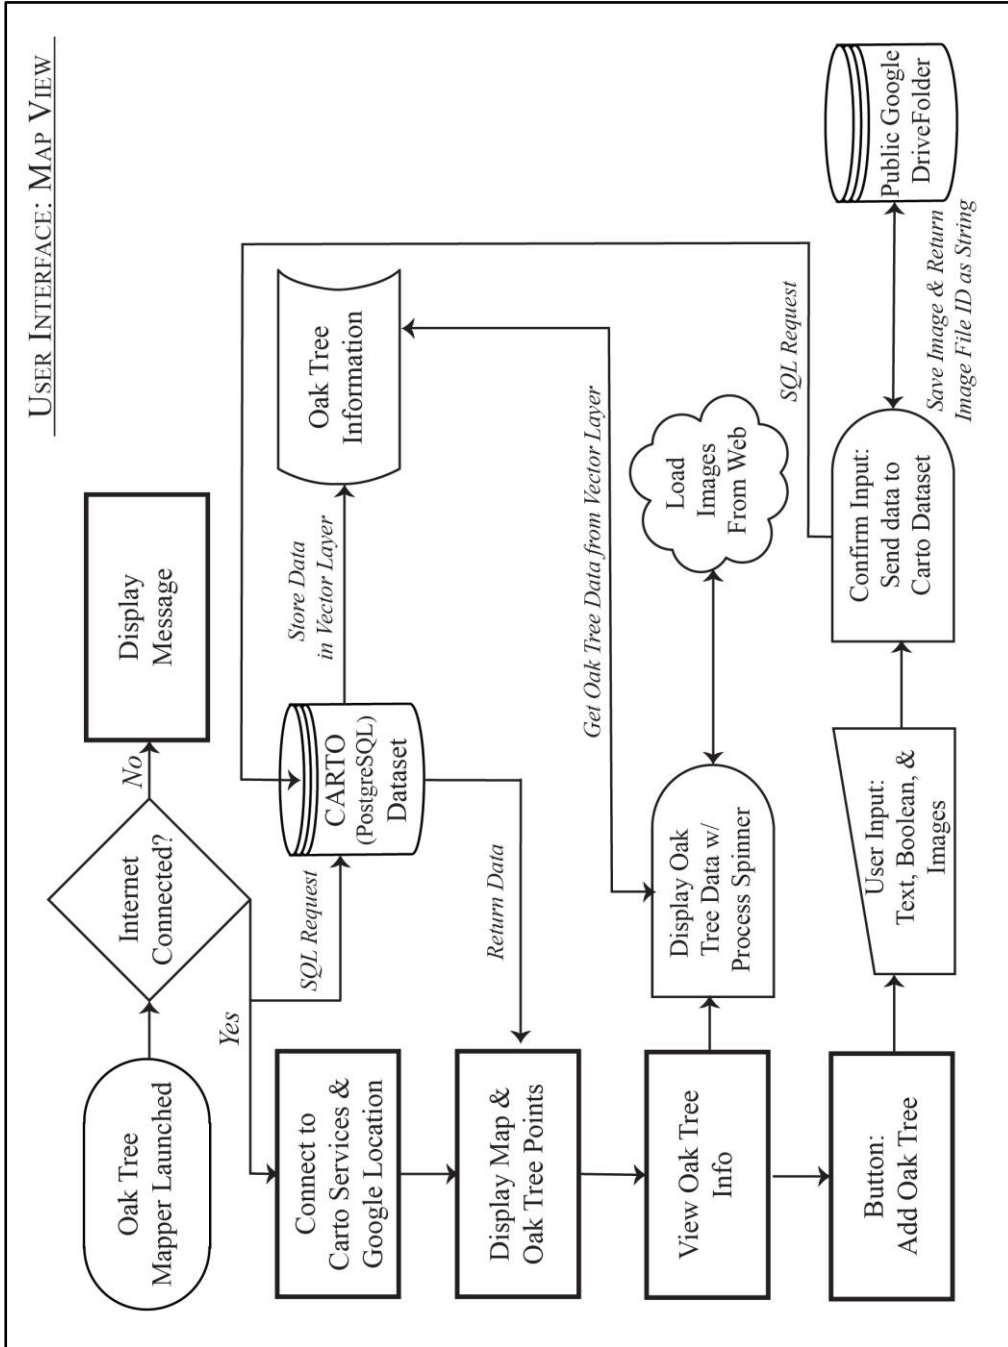 USER INTERFACE: MAP VIEW
Oak Tree
Mapper Launched
Internet
Connected?
No
Display
Message
Yes
SQL Request
Connect to
Carto Services &
Google Location
CARTO
(PostgreSQL)
Dataset
Store Data
in Vector Layer
Oak Tree
Information
Return Data
Display Map &
Oak Tree Points
Get Oak Tree Data from Vector Layer
View Oak Tree
Info
Display Oak
Tree Data w/
Process Spinner
Load
Images
From Web
SQL Request
Button:
Add Oak Tree
User Input:
Text, Boolean, &
Images
Confirm Input:
Send data to
Carto Dataset
Save Image & Return
Image File ID as String
Public Google
DriveFolder